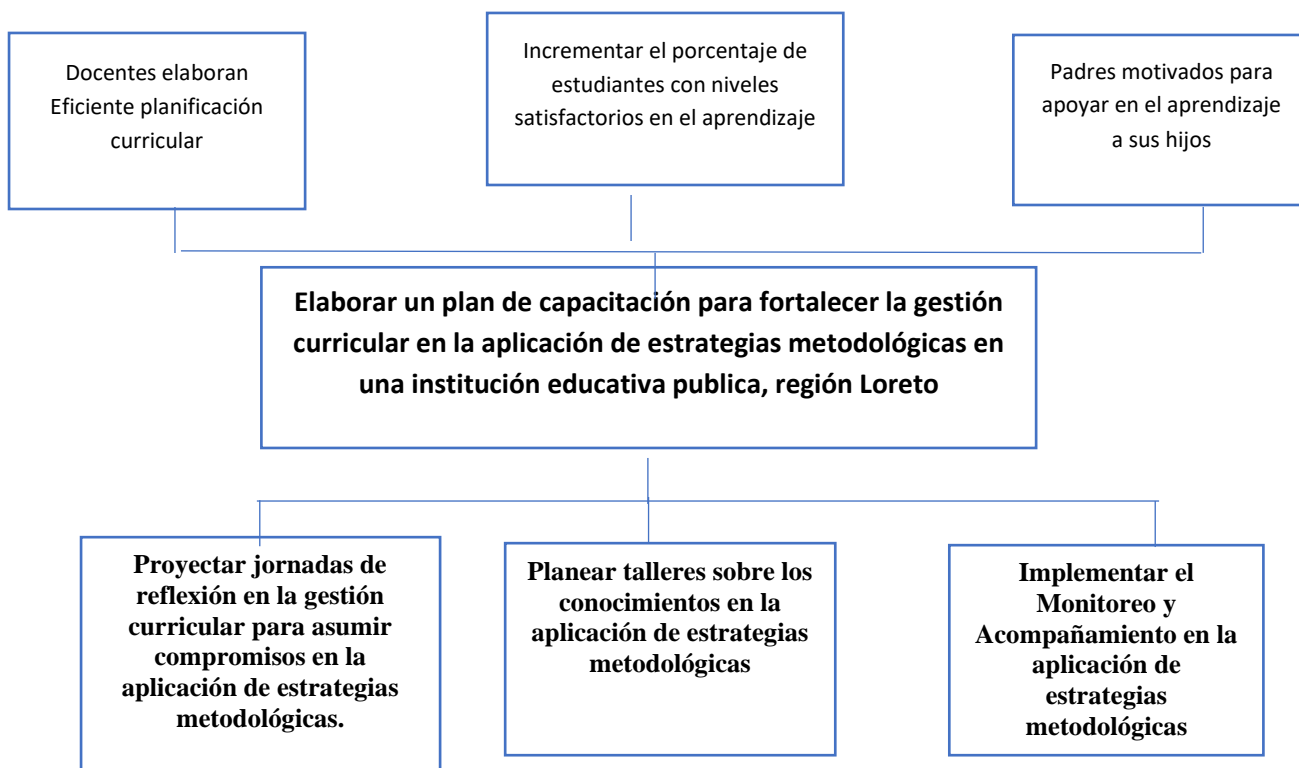 Docentes elaboran
Eficiente planificación
curricular
Incrementar el porcentaje de
estudiantes con niveles
satisfactorios en el aprendizaje
Padres motivados para
apoyar en el aprendizaje
a sus hijos
Elaborar un plan de capacitación para fortalecer la gestión
curricular en la aplicación de estrategias metodológicas en
una institución educativa publica, región Loreto
Proyectar jornadas de
reflexión en la gestión
curricular para asumir
compromisos en la
aplicación de estrategias
metodológicas.
Planear talleres sobre los
conocimientos en la
aplicación de estrategias
metodológicas
Implementar el
Monitoreo y
Acompañamiento en la
aplicación de
estrategias
metodológicas